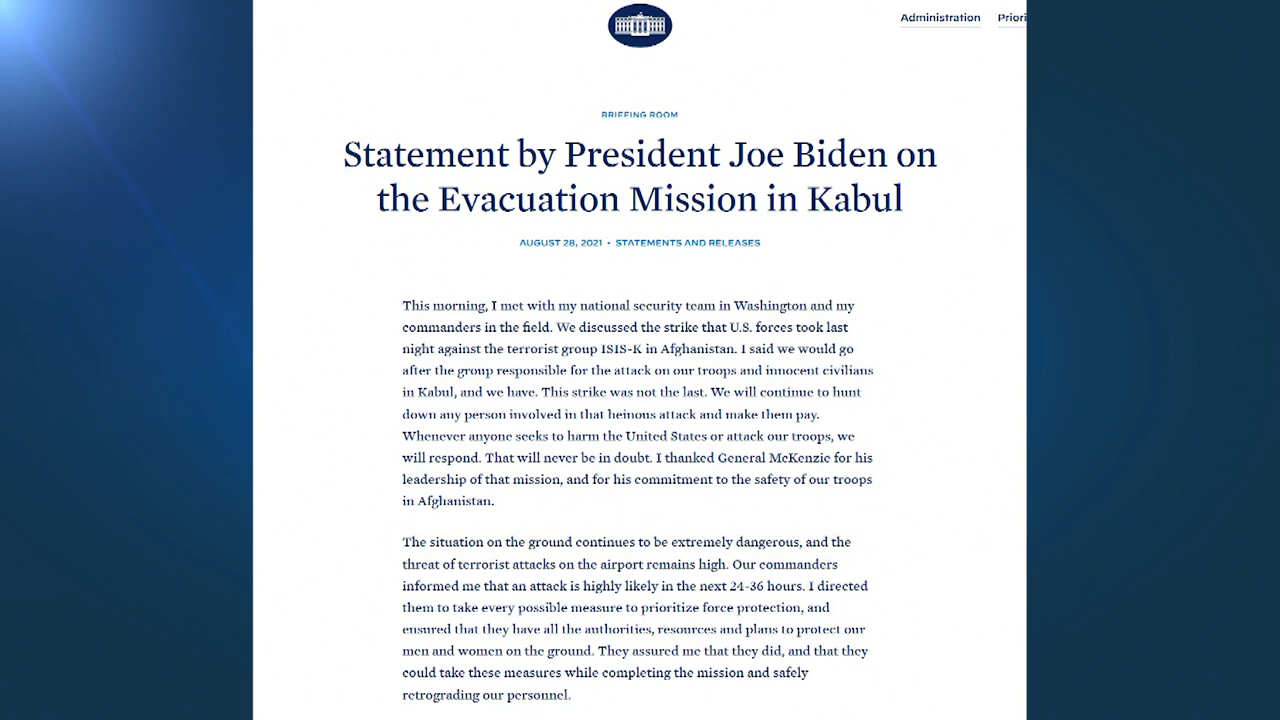 Administration Priori
BRIEFING ROOM
Statement by President Joe Biden on
the Evacuation Mission in Kabul
AUGUST 28, 2021 • STATEMENTS AND RELEASES
This morning, I met with my national security team in Washington and my
commanders in the field. We discussed the strike that U.S. forces took last
night against the terrorist group ISIS-K in Afghanistan. I said we would go
after the group responsible for the attack on our troops and innocent civilians
in Kabul, and we have. This strike was not the last. We will continue to hunt
down any person involved in that heinous attack and make them pay.
Whenever anyone seeks to harm the United States or attack our troops, we
will respond. That will never be in doubt. I thanked General McKenzie for his
leadership of that mission, and for his commitment to the safety of our troops
in Afghanistan.
The situation on the ground continues to be extremely dangerous, and the
threat of terrorist attacks on the airport remains high. Our commanders
informed me that an attack is highly likely in the next 24-36 hours. I directed
them to take every possible measure to prioritize force protection, and
ensured that they have all the authorities, resources and plans to protect our
men and women on the ground. They assured me that they did, and that they
could take these measures while completing the mission and safely
retrograding our personnel.